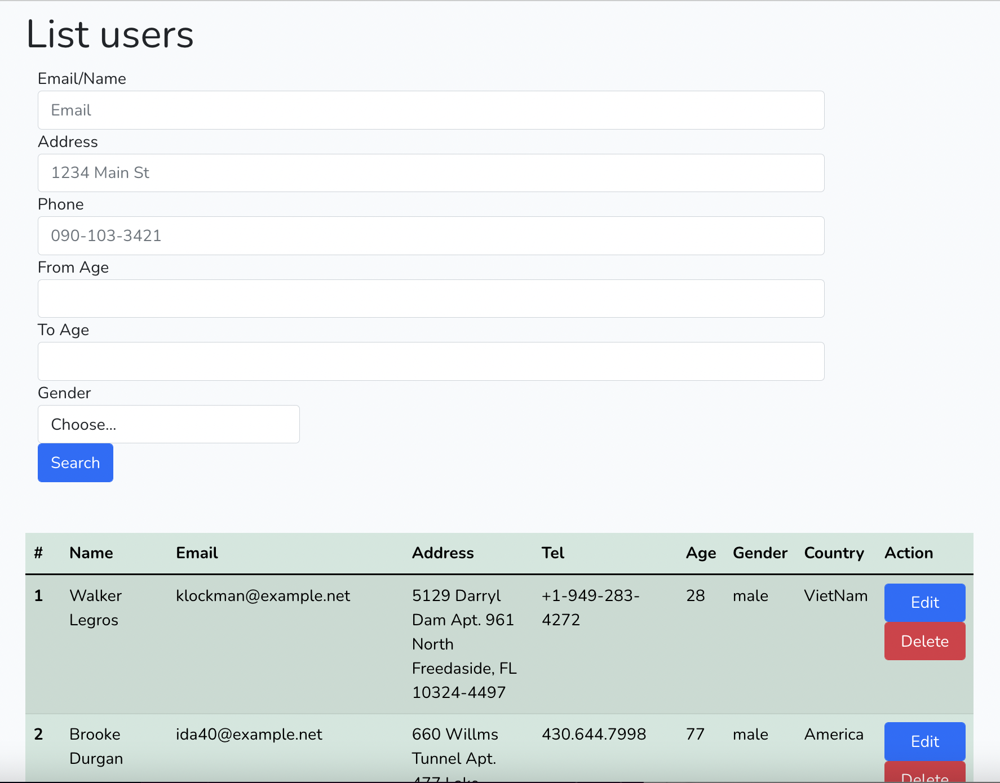 List users
Email/Name
Email
Address
1234 Main St
Phone
090-103-3421
From Age
To Age
Gender
Choose...
Search
# Name Email Address Tel Age Gender Country Action
1 Walker Legros klockman@example.net 5129 Darryl Dam Apt. 961 North Freedaside, FL 10324-4497 +1-949-283-4272 28 male VietNam Edit Delete
2 Brooke Durgan ida40@example.net 660 Willms Tunnel Apt. 477 Lake 430.644.7998 77 male America Edit Delete